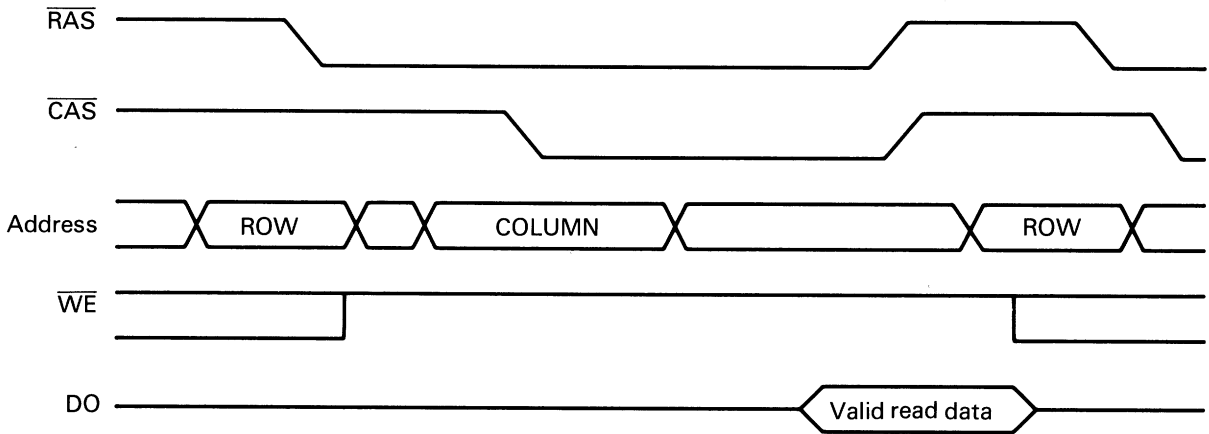 RAS
CAS
Address ROW COLUMN ROW
WE
DO Valid read data